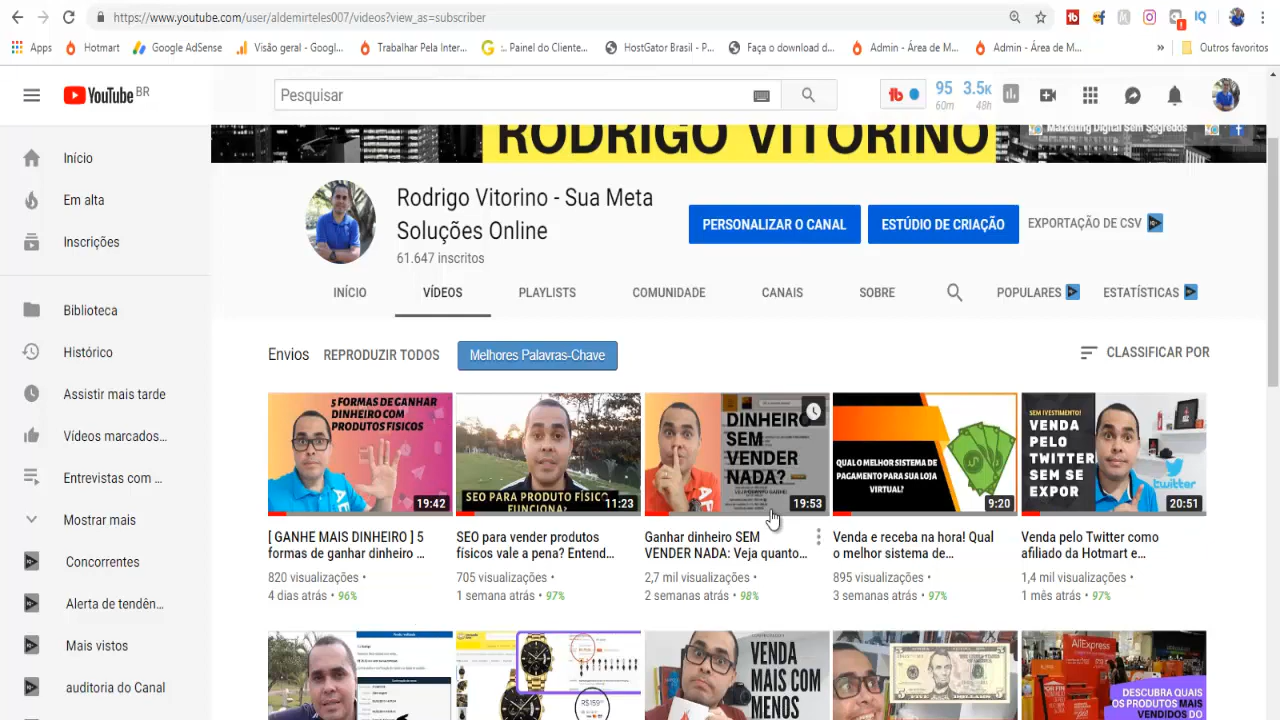 https://www.youtube.com/user/aldemirteles007/videos?view_as=subscriber
Apps
Hotmart
Google AdSense
Visão geral - Googl...
Trabalhar Pela Inter...
:. Painel do Cliente...
HostGator Brasil - P...
Faça o download d...
Admin - Área de M...
Admin - Área de M...
»
Outros favoritos
YouTube BR
Pesquisar
95
60m
3.5K
48h
RODRIGO VITORINO
Marketing Digital Sem Segredos
Início
Em alta
Inscrições
Biblioteca
Histórico
Assistir mais tarde
Vídeos marcados...
Entrevistas com ...
Mostrar mais
Concorrentes
Alerta de tendên...
Mais vistos
auditoria do Canal
Rodrigo Vitorino - Sua Meta
Soluções Online
61.647 inscritos
PERSONALIZAR O CANAL
ESTÚDIO DE CRIAÇÃO
EXPORTAÇÃO DE CSV
INÍCIO
VÍDEOS
PLAYLISTS
COMUNIDADE
CANAIS
SOBRE
POPULARES
ESTATÍSTICAS
Envios
REPRODUZIR TODOS
Melhores Palavras-Chave
CLASSIFICAR POR
5 FORMAS DE GANHAR
DINHEIRO COM
PRODUTOS FISICOS
19:42
[ GANHE MAIS DINHEIRO ] 5
formas de ganhar dinheiro ...
820 visualizações •
4 dias atrás • 96%
SEO PARA PRODUTO FÍSICO
FUNCIONA?
11:23
SEO para vender produtos
físicos vale a pena? Entend...
705 visualizações •
1 semana atrás • 97%
DINHEIRO
SEM
VENDER
NADA?
19:53
Ganhar dinheiro SEM
VENDER NADA: Veja quanto...
2,7 mil visualizações •
2 semanas atrás • 98%
QUAL O MELHOR SISTEMA DE
PAGAMENTO PARA SUA LOJA
VIRTUAL?
9:20
Venda e receba na hora! Qual
o melhor sistema de...
895 visualizações •
3 semanas atrás • 97%
SEM IVESTIMENTO!
VENDA
PELO
TWITTER
SEM SE
EXPOR
twitter
20:51
Venda pelo Twitter como
afiliado da Hotmart e...
1,4 mil visualizações •
1 mês atrás • 97%
R$159
VENDA
MAIS COM
MENOS
AliExpress
DESCUBRA QUAIS
OS PRODUTOS MAIS
VENDIDOS DO